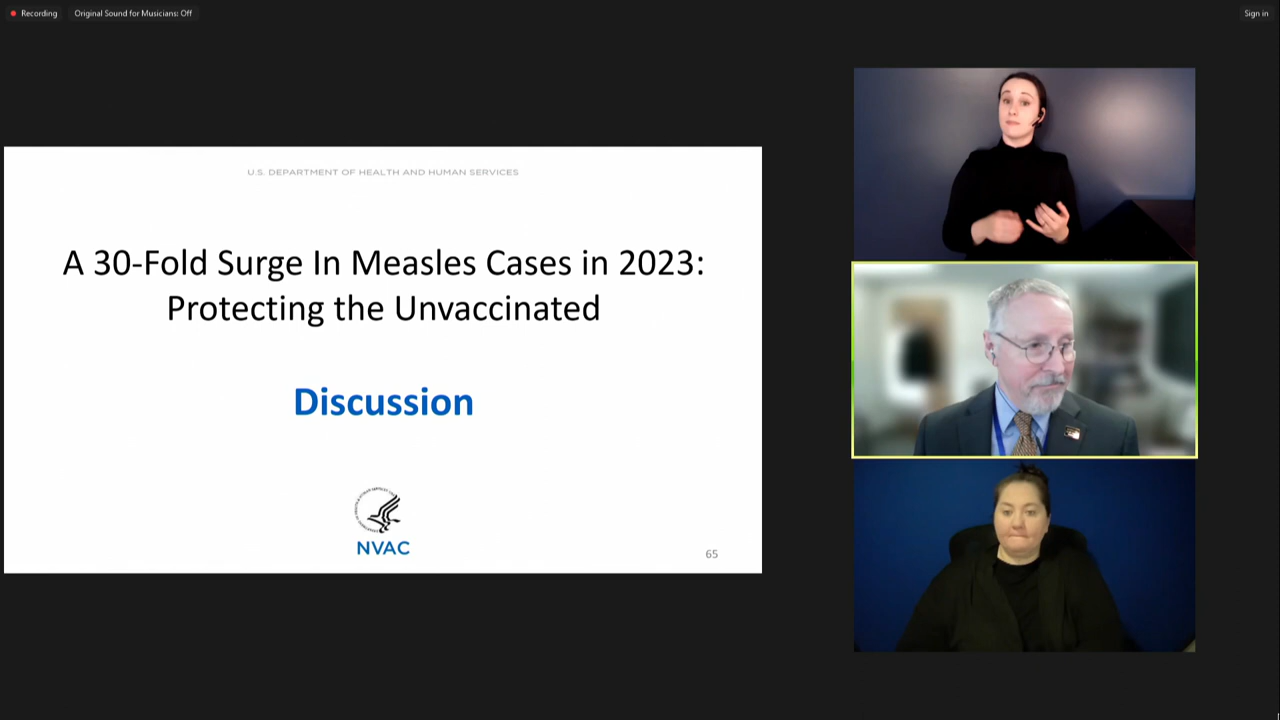 Recording
Original Sound for Musicians: Off
Sign in
U.S. DEPARTMENT OF HEALTH AND HUMAN SERVICES
A 30-Fold Surge In Measles Cases in 2023:
Protecting the Unvaccinated
Discussion
NVAC
65